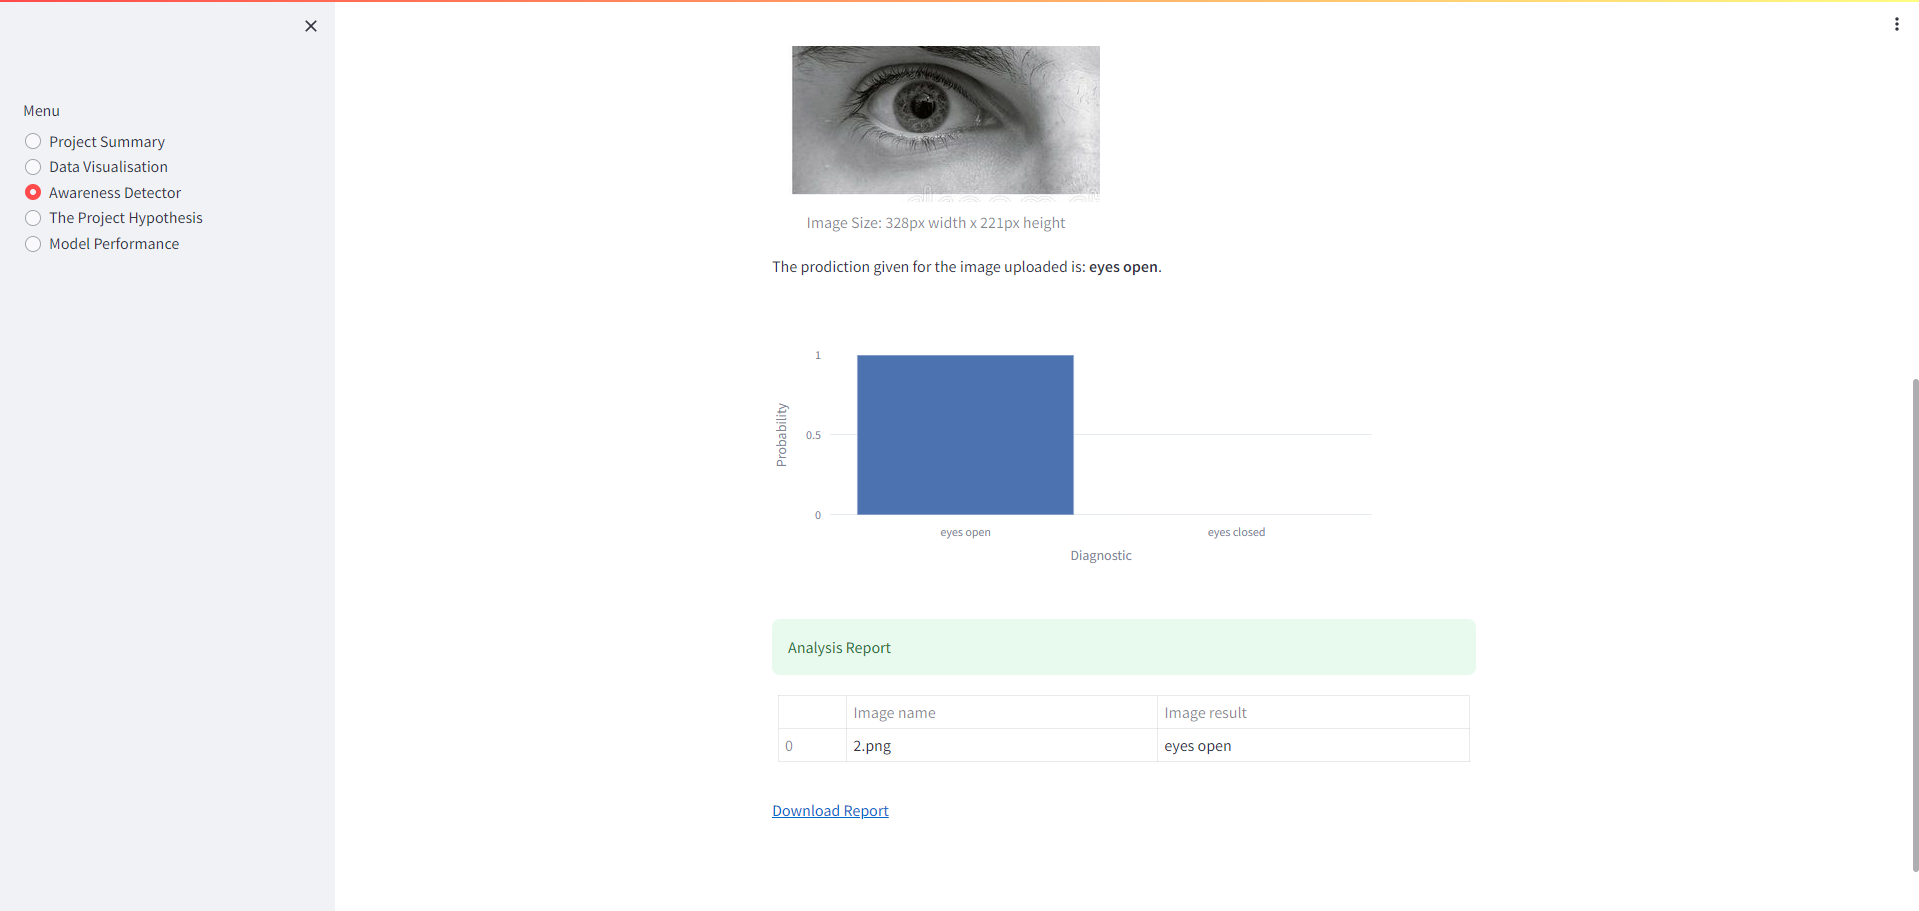 Menu
Project Summary
Data Visualisation
Awareness Detector
The Project Hypothesis
Model Performance
Image Size: 328px width x 221px height
The prodiction given for the image uploaded is: eyes open.
1
Probability
0.5
0
eyes open eyes closed
Diagnostic
Analysis Report
Image name Image result
0 2.png eyes open
Download Report